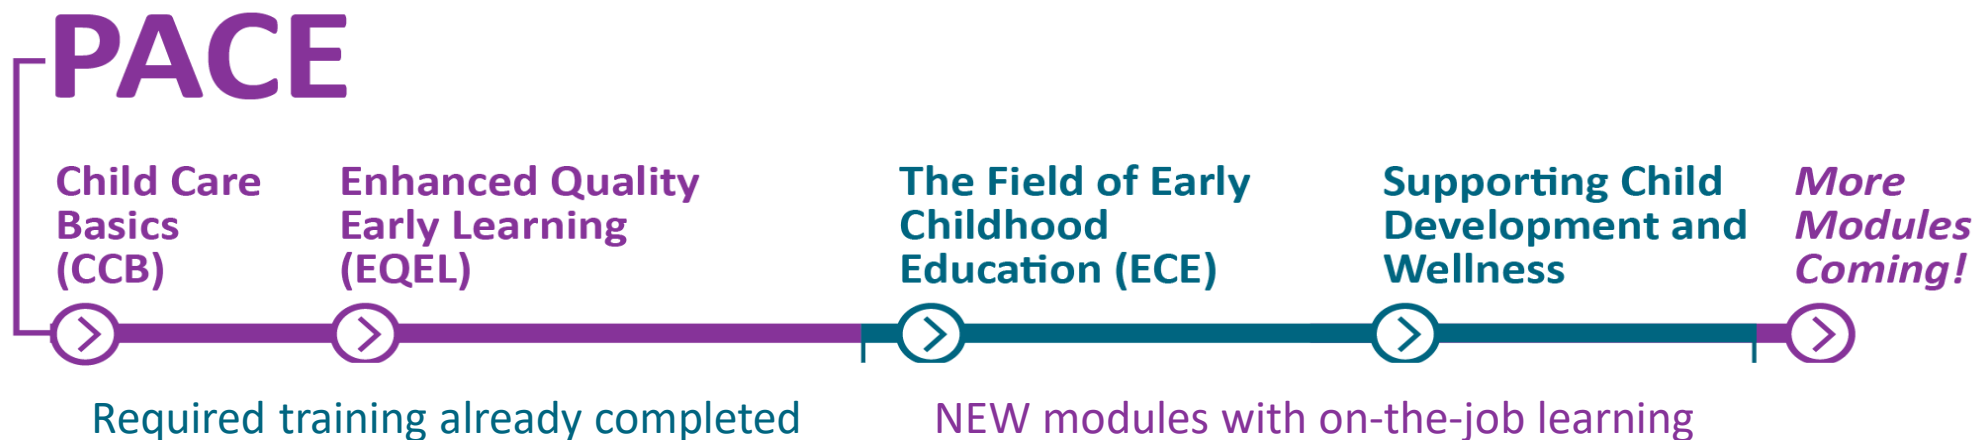 PACE
Child Care
Basics
(CCB)
Enhanced Quality
Early Learning
(EQEL)
The Field of Early
Childhood
Education (ECE)
Supporting Child
Development and
Wellness
More
Modules
Coming!
Required training already completed
NEW modules with on-the-job learning